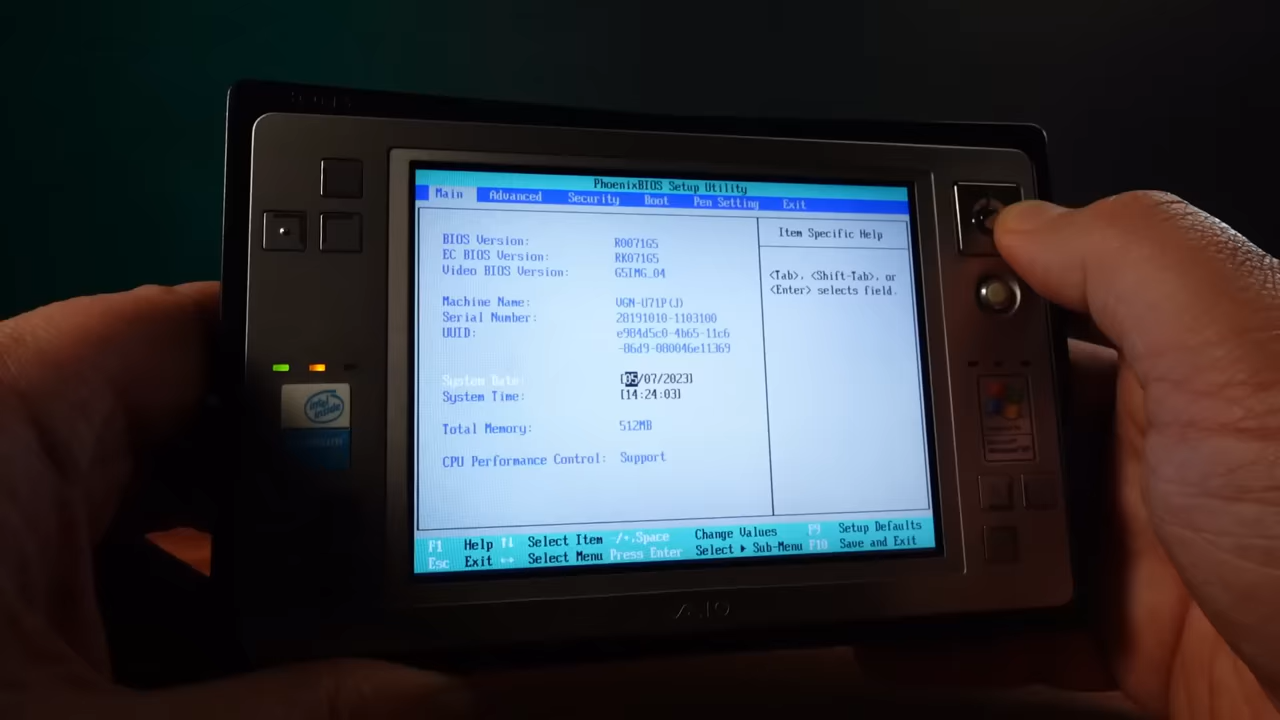 PhoenixBIOS Setup Utility
Main Advanced Security Boot Pen Setting Exit
Item Specific Help
BIOS Version: R0071G5
EC BIOS Version: RK071G5
Video BIOS Version: G5IMG.04
<Tab>, <Shift-Tab>, or
<Enter> selects field.
Machine Name: VGN-U71P(J)
Serial Number: 28191010-1103100
UUID: e984d5c0-4b65-11c6
-86d9-080046e11369
System Date: [05/07/2023]
System Time: [14:24:03]
Total Memory: 512MB
CPU Performance Control: Support
F1 Help ↑↓ Select Item -/+,Space Change Values F9 Setup Defaults
Esc Exit ↔ Select Menu Press Enter Select ▶ Sub-Menu F10 Save and Exit
intel
inside